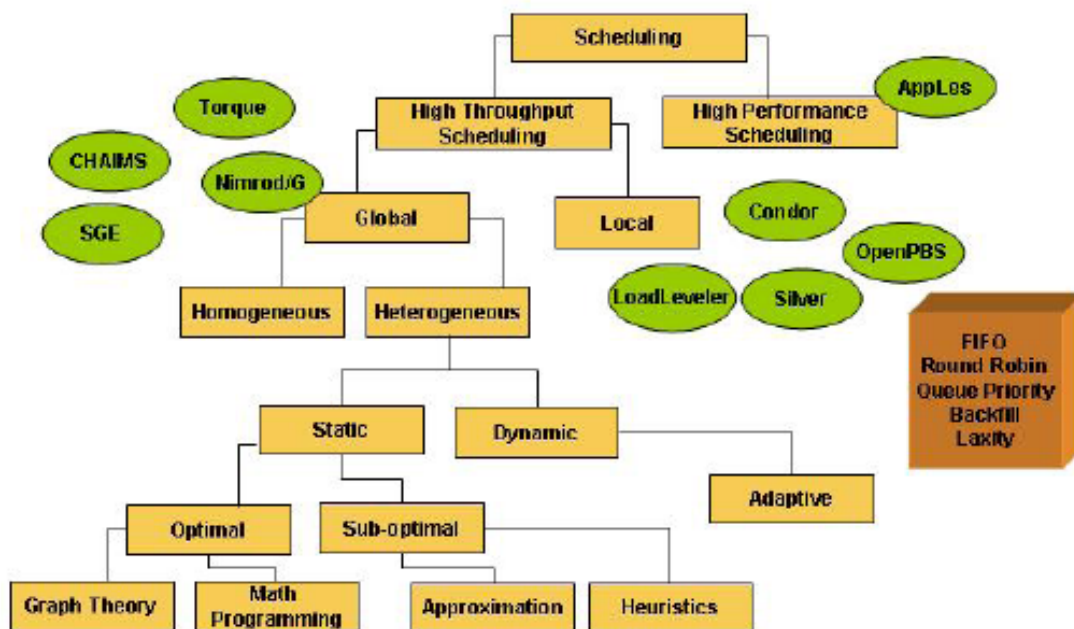 Scheduling
AppLes
Torque
High Throughput
Scheduling
High Performance
Scheduling
CHAIMS
Nimrod/G
SGE
Global
Local
Condor
OpenPBS
LoadLeveler
Silver
Homogeneous
Heterogeneous
FIFO
Round Robin
Queue Priority
Backfill
Laxity
Static
Dynamic
Adaptive
Optimal
Sub-optimal
Graph Theory
Math
Programming
Approximation
Heuristics